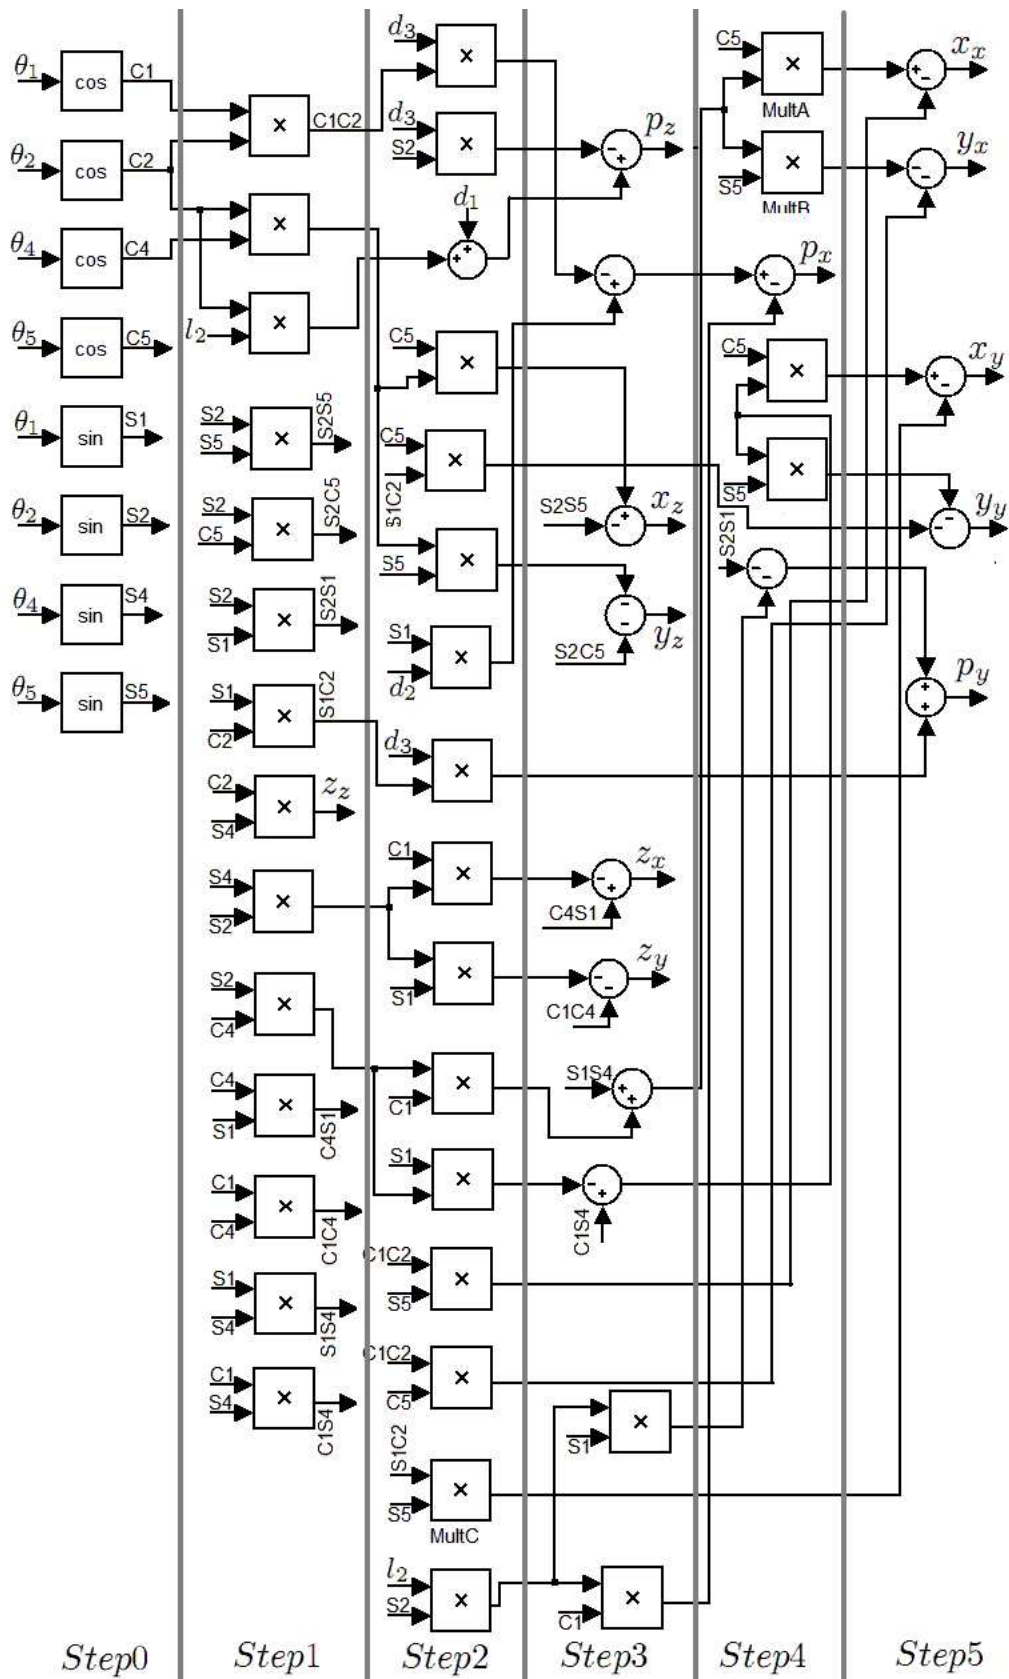 θ1 cos C1
θ2 cos C2
θ4 cos C4
θ5 cos C5
θ1 sin S1
θ2 sin S2
θ4 sin S4
θ5 sin S5
Step0
× C1C2
×
l2 ×
S2 S5 × S2S5
S2 C5 × S2C5
S2 S1 × S2S1
S1 C2 × S1C2
C2 S4 × zz
S4 S2 ×
S2 C4 ×
C4 S1 × C4S1
C1 C4 × C1C4
S1 S4 × S1S4
C1 S4 × C1S4
Step1
d3 ×
d3 S2 ×
d1 + +
C5 ×
C5 S1C2 ×
S5 ×
S1 d2 ×
d3 ×
C1 ×
S1 ×
C1 ×
S1 ×
C1C2 S5 ×
C1C2 C5 ×
S1C2 S5 ×
MultC
l2 S2 ×
Step2
- + pz
+ -
S2S5 + - xz
S2C5 - - yz
C4S1 - + zx
C1C4 - - zy
S1S4 + +
C1S4 - +
S1 ×
C1 ×
Step3
C5 ×
MultA
S5 ×
MultB
+ - px
C5 ×
S5 ×
S2S1 - -
Step4
+ - xx
- - yx
+ - xy
- - yy
+ + py
Step5